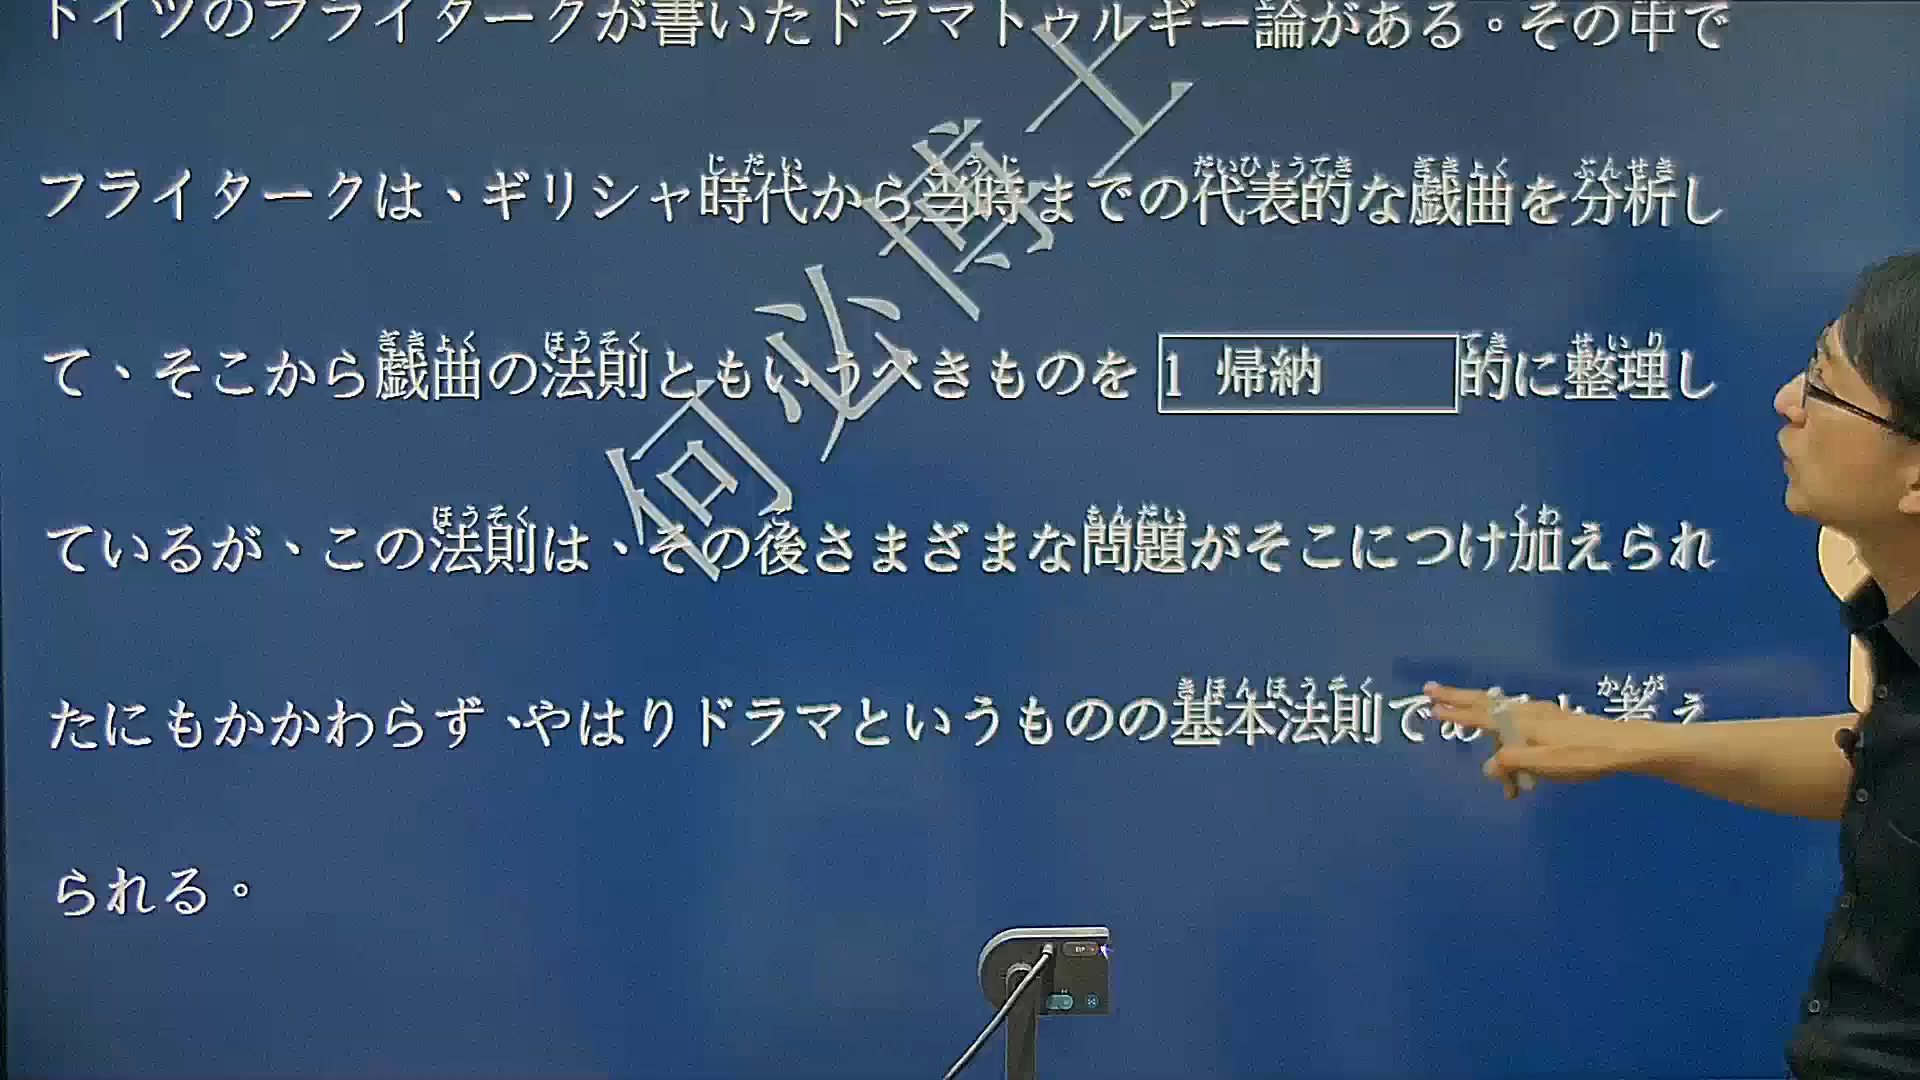 ドイツのフライタークが書いたドラマトゥルギー論がある。その中で
フライタークは、ギリシャ時代から当時までの代表的な戯曲を分析し
て、そこから戯曲の法則ともいうべきものを 1 帰納 的に整理し
ているが、この法則は、その後さまざまな問題がそこにつけ加えられ
たにもかかわらず、やはりドラマというものの基本法則であ 考え
られる。
何必博士